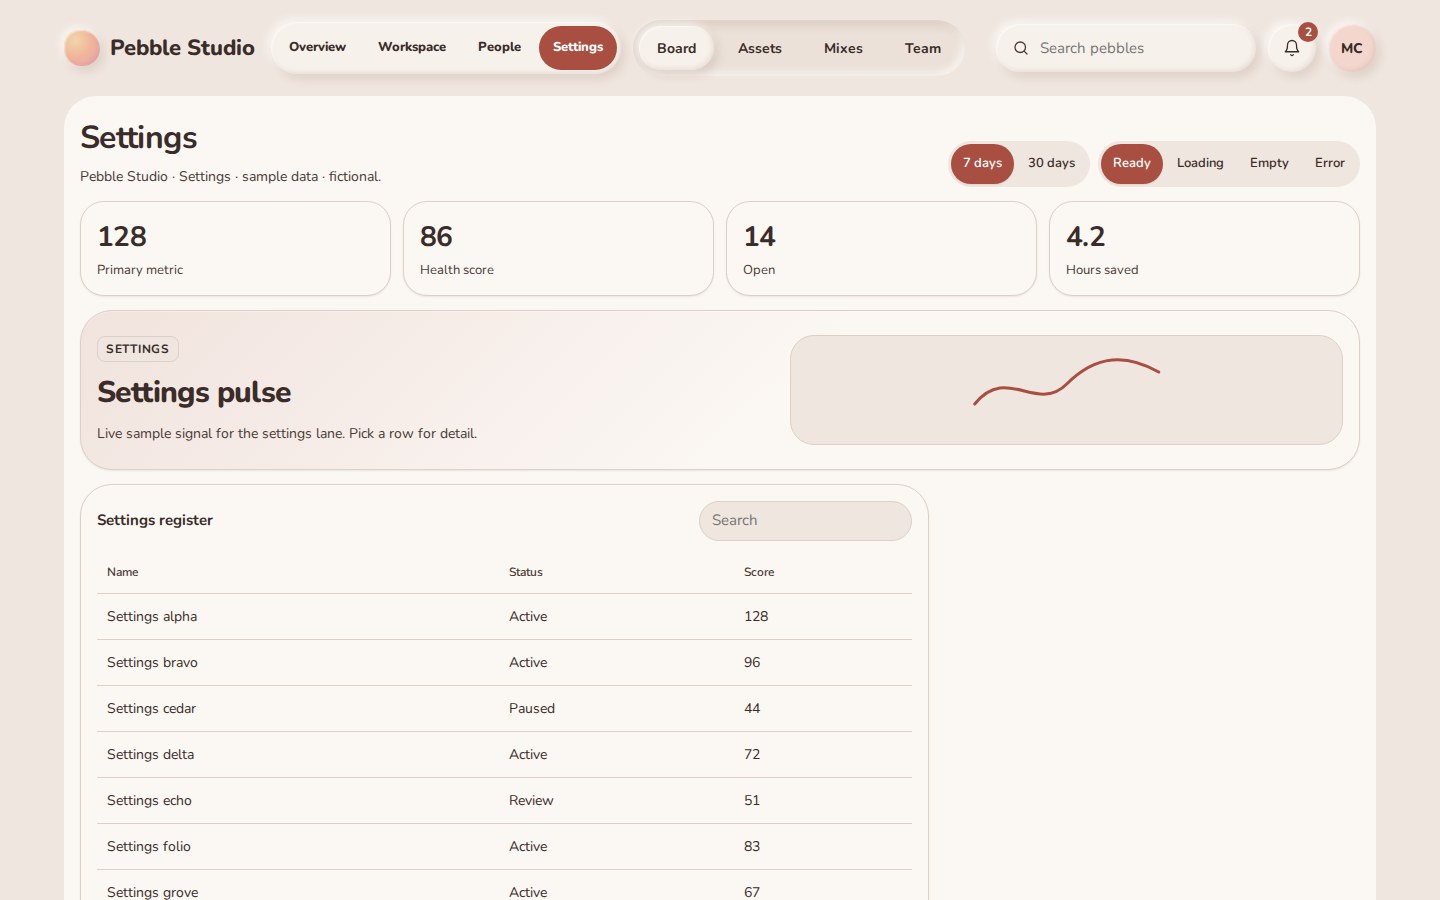 Pebble Studio
Overview Workspace People Settings
Board Assets Mixes Team
Search pebbles
2
MC
Settings
Pebble Studio · Settings · sample data · fictional.
7 days 30 days
Ready Loading Empty Error
128
Primary metric
86
Health score
14
Open
4.2
Hours saved
SETTINGS
Settings pulse
Live sample signal for the settings lane. Pick a row for detail.
Settings register
Search
Name Status Score
Settings alpha Active 128
Settings bravo Active 96
Settings cedar Paused 44
Settings delta Active 72
Settings echo Review 51
Settings folio Active 83
Settings grove Active 67